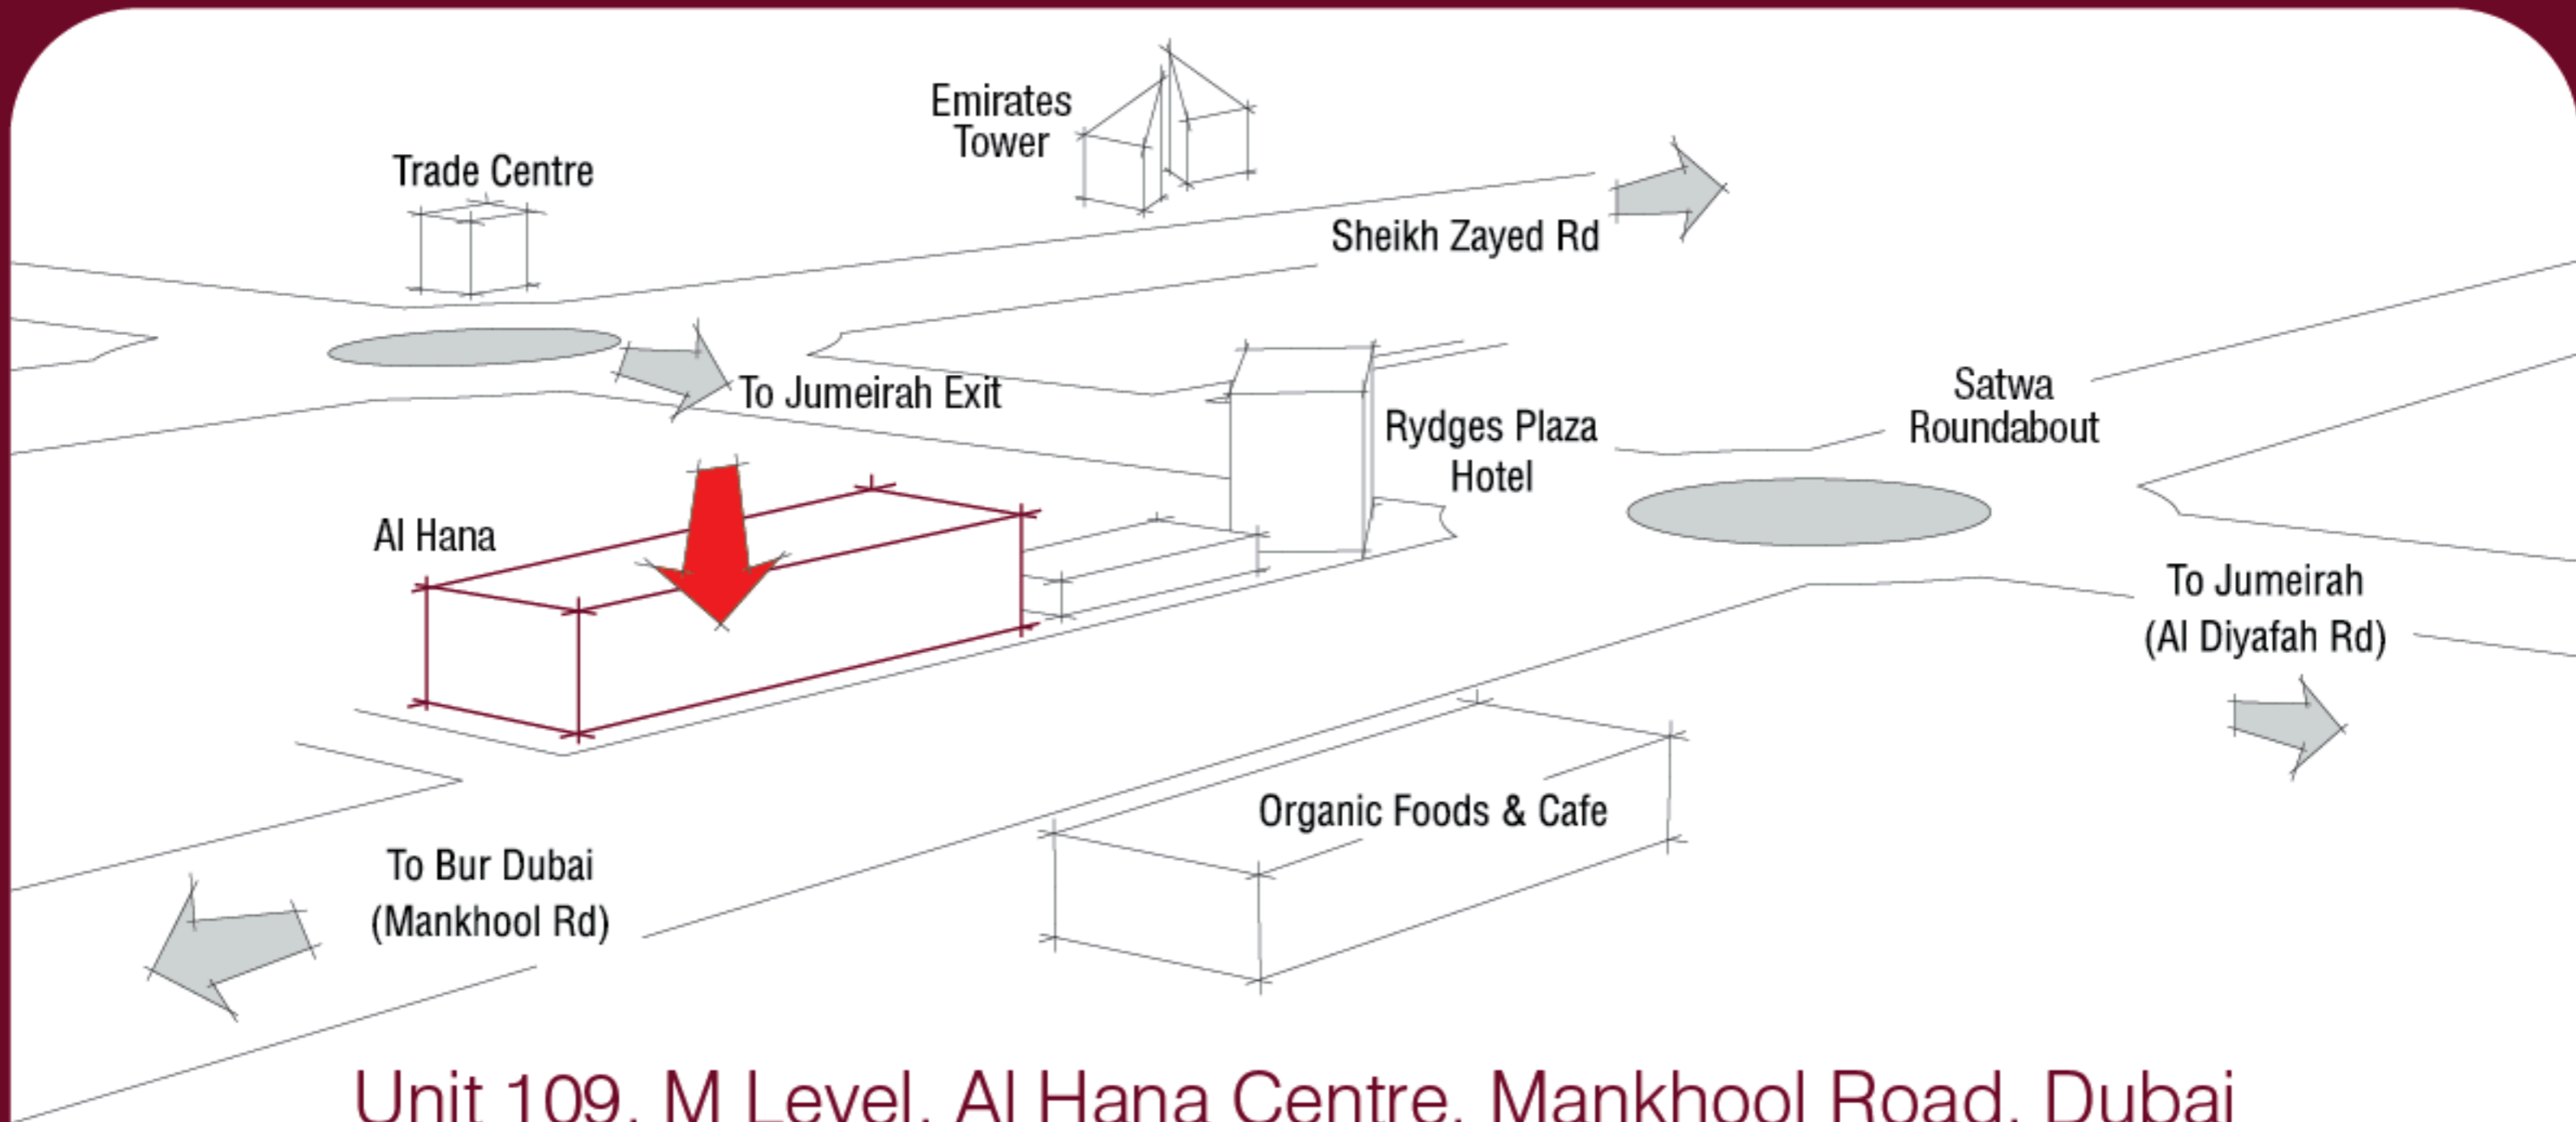 Emirates
Tower
Trade Centre
Sheikh Zayed Rd
To Jumeirah Exit
Satwa
Roundabout
Rydges Plaza
Hotel
Al Hana
To Jumeirah
(Al Diyafah Rd)
Organic Foods & Cafe
To Bur Dubai
(Mankhool Rd)
Unit 109, M Level, Al Hana Centre, Mankhool Road, Dubai